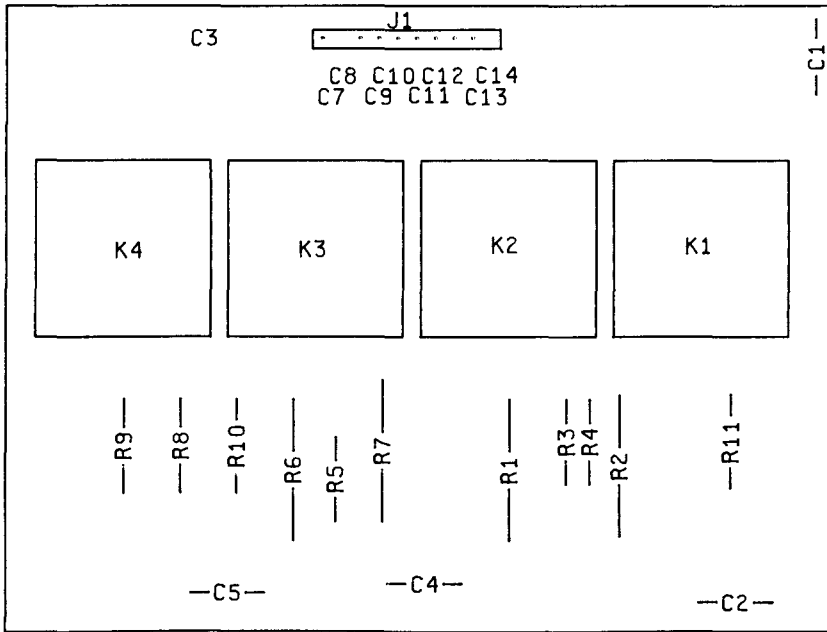 J1
C3
C1
C8 C10 C12 C14
C7 C9 C11 C13
K4 K3 K2 K1
R9 R8 R10 R6 R5 R7 R1 R3 R4 R2 R11
C5 C4 C2